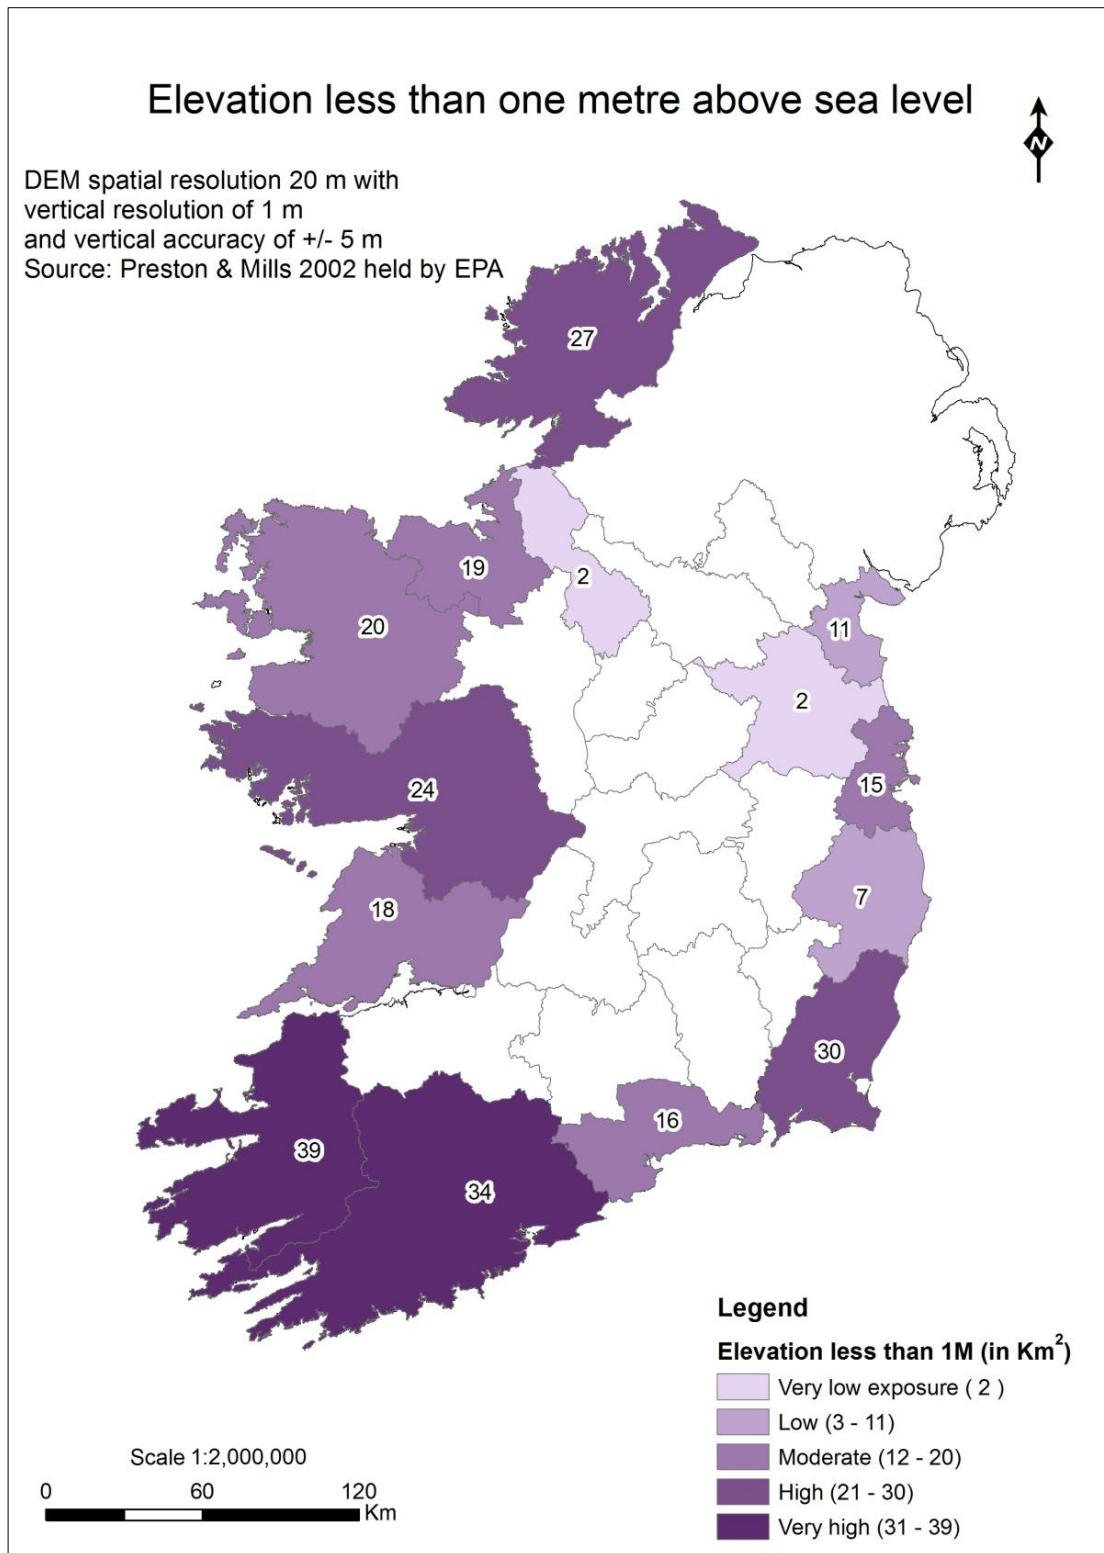 Elevation less than one metre above sea level
N
DEM spatial resolution 20 m with
vertical resolution of 1 m
and vertical accuracy of +/- 5 m
Source: Preston & Mills 2002 held by EPA
27
19
2
20
11
2
24
15
18
7
30
16
39
34
Legend
Elevation less than 1M (in Km²)
Very low exposure ( 2 )
Low (3 - 11)
Moderate (12 - 20)
High (21 - 30)
Very high (31 - 39)
Scale 1:2,000,000
0 60 120
Km